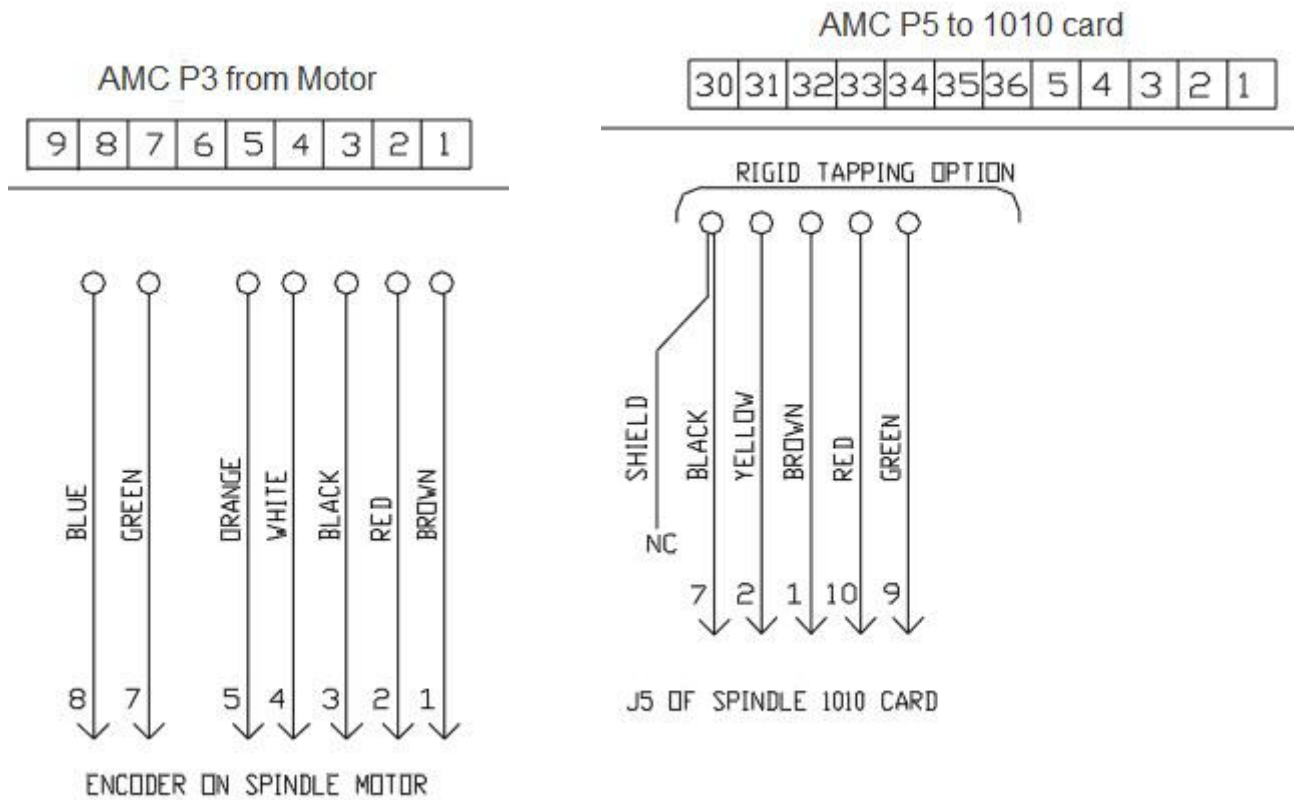 AMC P3 from Motor
9 8 7 6 5 4 3 2 1
BLUE
GREEN
ORANGE
WHITE
BLACK
RED
BROWN
8 7 5 4 3 2 1
ENCODER ON SPINDLE MOTOR
AMC P5 to 1010 card
30 31 32 33 34 35 36 5 4 3 2 1
RIGID TAPPING OPTION
SHIELD
BLACK
YELLOW
BROWN
RED
GREEN
NC
7 2 1 10 9
J5 OF SPINDLE 1010 CARD